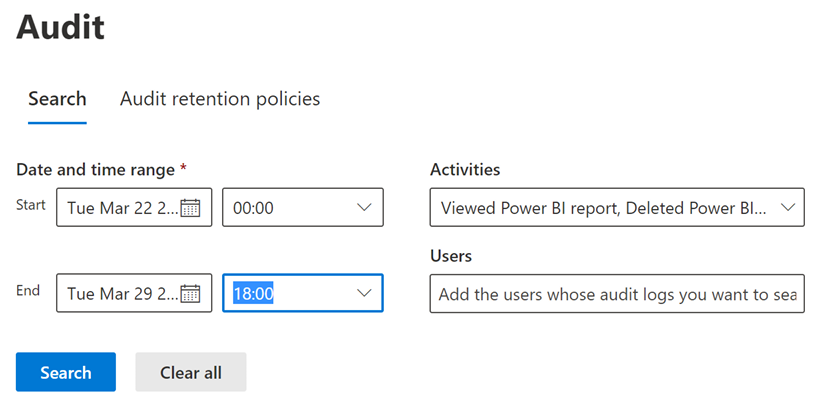 Audit
Search
Audit retention policies
Date and time range *
Activities
Start
Tue Mar 22 2...
00:00
Viewed Power BI report, Deleted Power BI...
Users
End
Tue Mar 29 2...
18:00
Add the users whose audit logs you want to sea
Search
Clear all